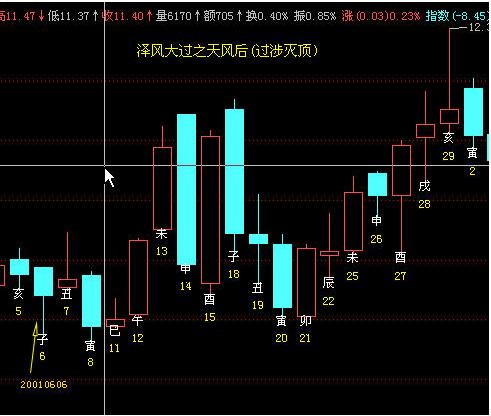 高11.47↓低11.37↑收11.40↑量6170↑额705↑换0.40% 振0.85% 涨(0.03)0.23% 指数(-8.45)
12.3
泽风大过之天风后(过涉灭顶)
亥
5
子
6
丑
7
寅
8
巳
11
午
12
未
13
申
14
酉
15
子
18
丑
19
寅
20
卯
21
辰
22
未
25
申
26
酉
27
戌
28
亥
29
寅
2
20010606